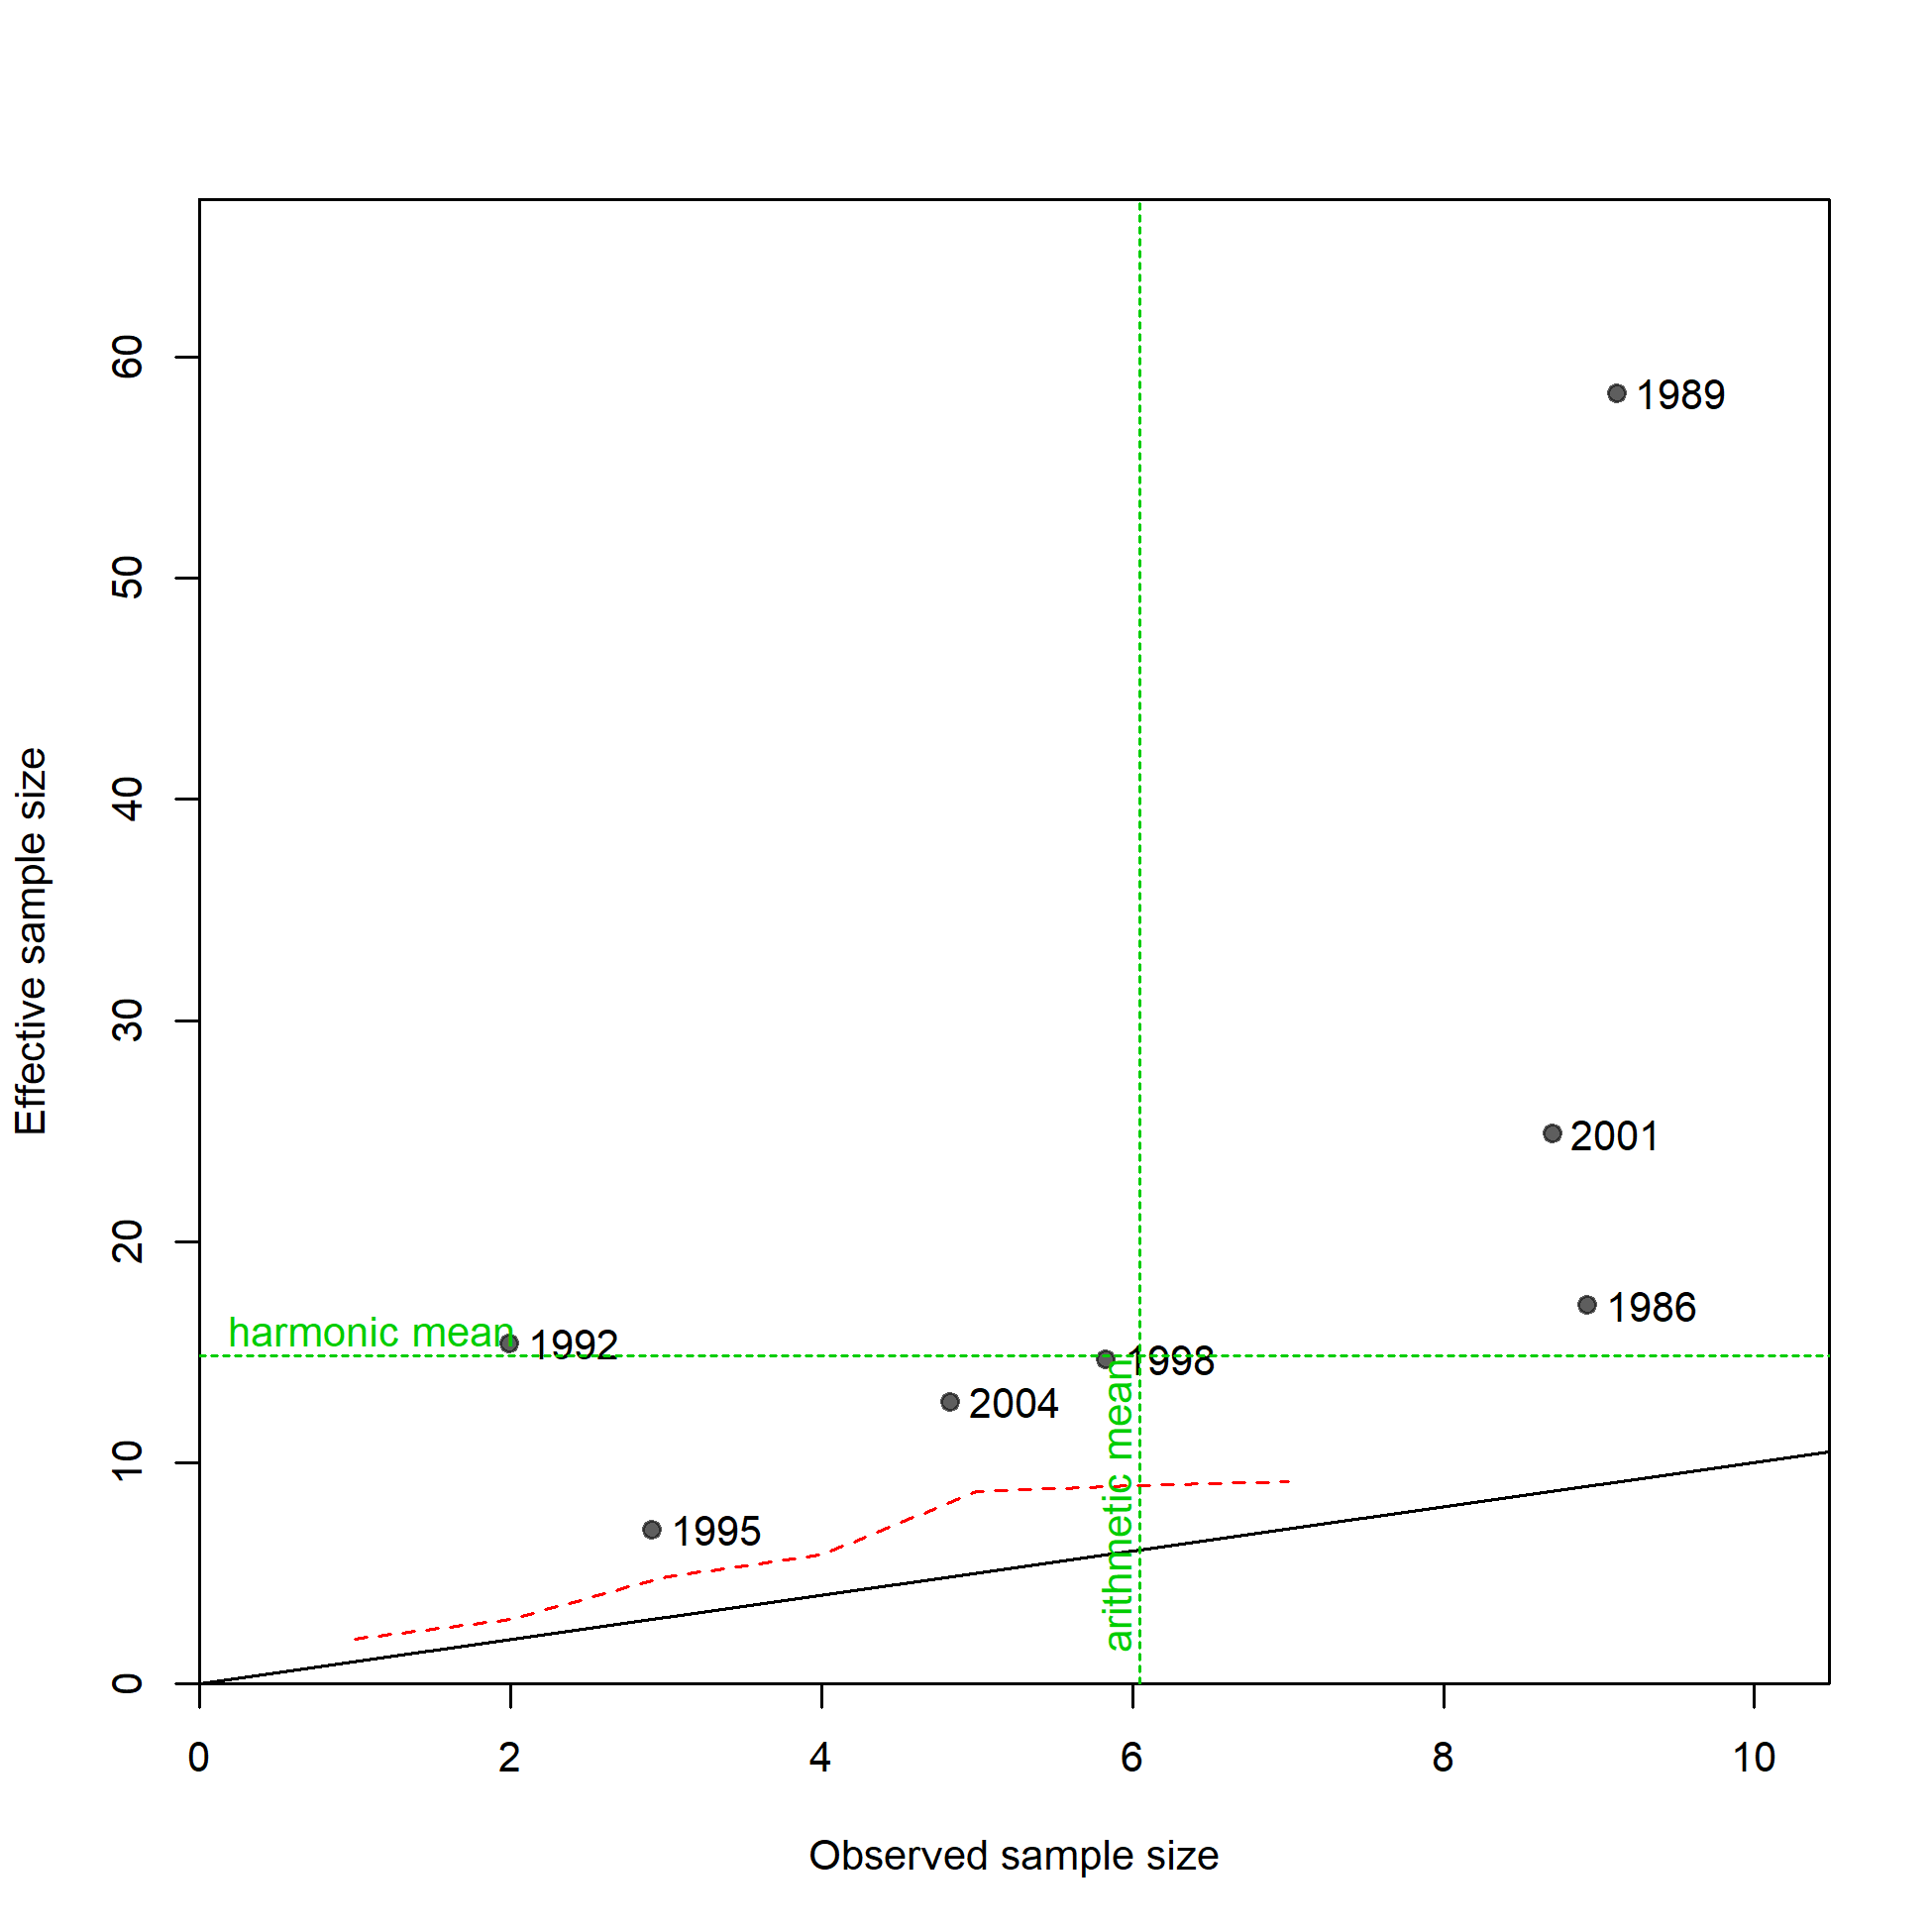 60
50
40
30
20
10
0
Effective sample size
1989
2001
1986
harmonic mean
1992
1998
2004
arithmetic mean
1995
0 2 4 6 8 10
Observed sample size